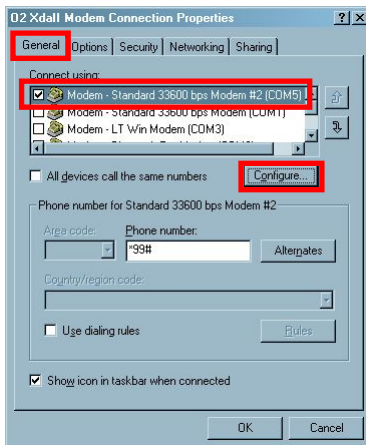 O2 Xdall Modem Connection Properties
General Options Security Networking Sharing
Connect using:
Modem - Standard 33600 bps Modem #2 (COM5)
Modem - Standard 33600 bps Modem (COM1)
Modem - LT Win Modem (COM3)
All devices call the same numbers
Configure...
Phone number for Standard 33600 bps Modem #2
Area code: Phone number:
*99# Alternates
Country/region code:
Use dialing rules Rules
Show icon in taskbar when connected
OK Cancel